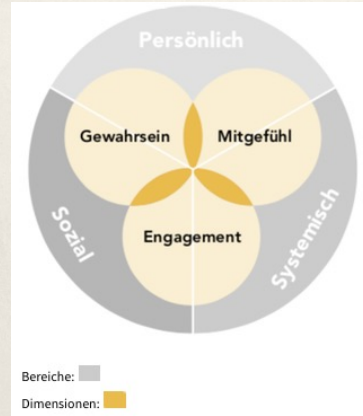 Persönlich
Gewahrsein
Mitgefühl
Sozial
Systemisch
Engagement
Bereiche:
Dimensionen: